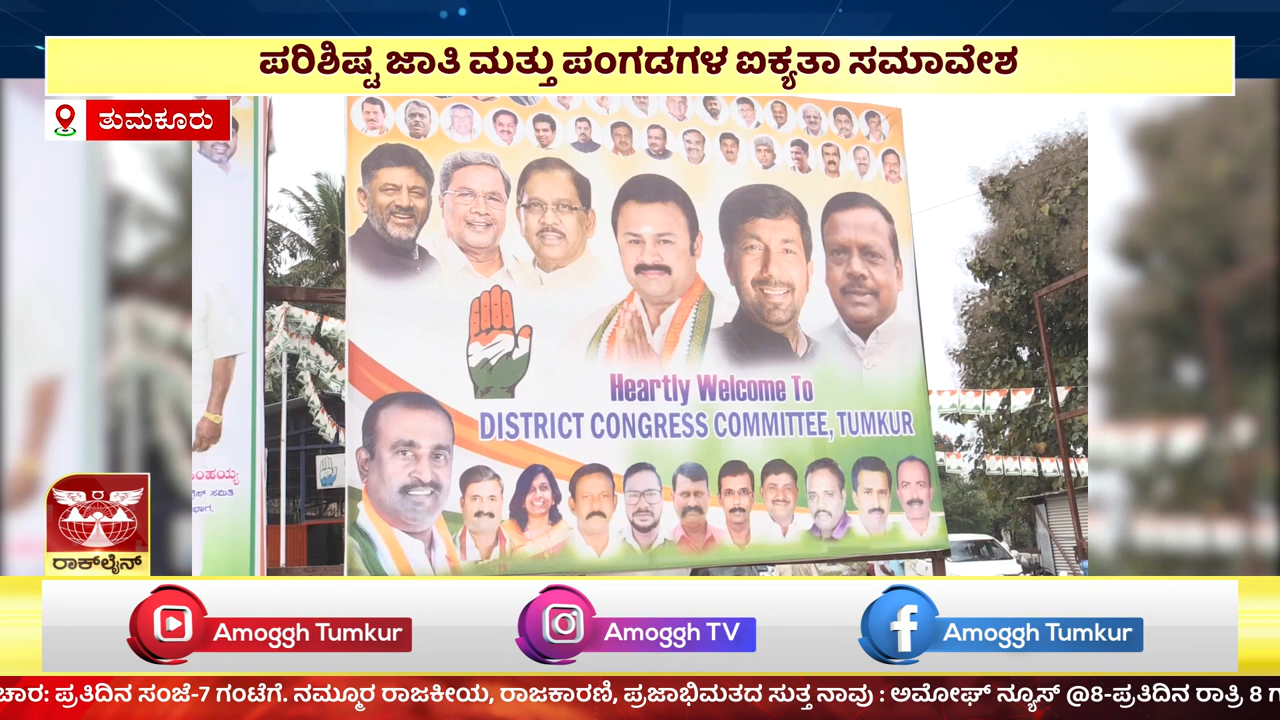 ಪರಿಶಿಷ್ಟ ಜಾತಿ ಮತ್ತು ಪಂಗಡಗಳ ಐಕ್ಯತಾ ಸಮಾವೇಶ
ತುಮಕೂರು
Heartly Welcome To
DISTRICT CONGRESS COMMITTEE, TUMKUR
ಸಮಿತಿ
ರಾಕ್‌ಲೈನ್
Amoggh Tumkur
Amoggh TV
Amoggh Tumkur
ಚಾರ: ಪ್ರತಿದಿನ ಸಂಜೆ-7 ಗಂಟೆಗೆ. ನಮ್ಮೂರ ರಾಜಕೀಯ, ರಾಜಕಾರಣಿ, ಪ್ರಜಾಭಿಮತದ ಸುತ್ತ ನಾವು : ಅಮೋಘ್ ನ್ಯೂಸ್ @8-ಪ್ರತಿದಿನ ರಾತ್ರಿ 8 ಗ